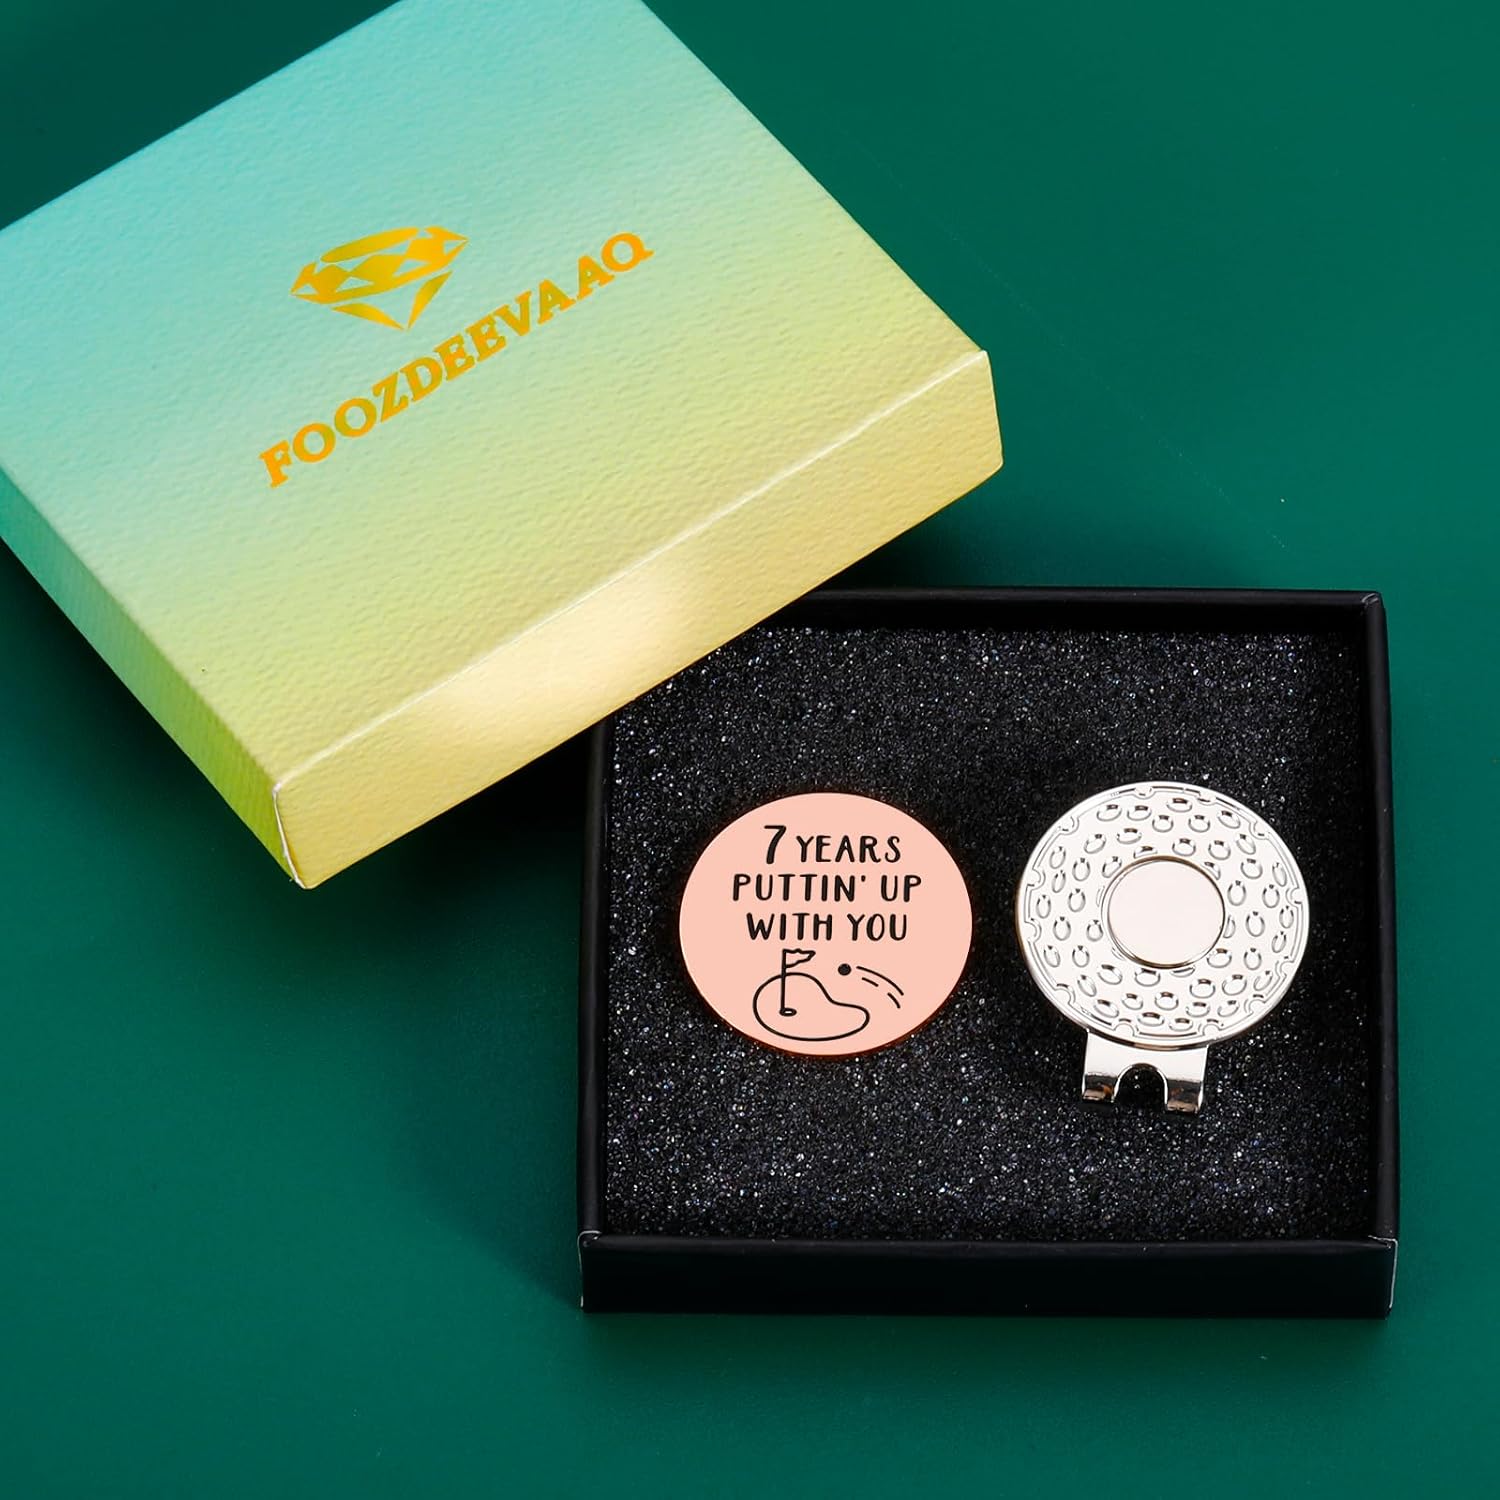 FOOZDEEVAAQ
7 YEARS
PUTTIN' UP
WITH YOU